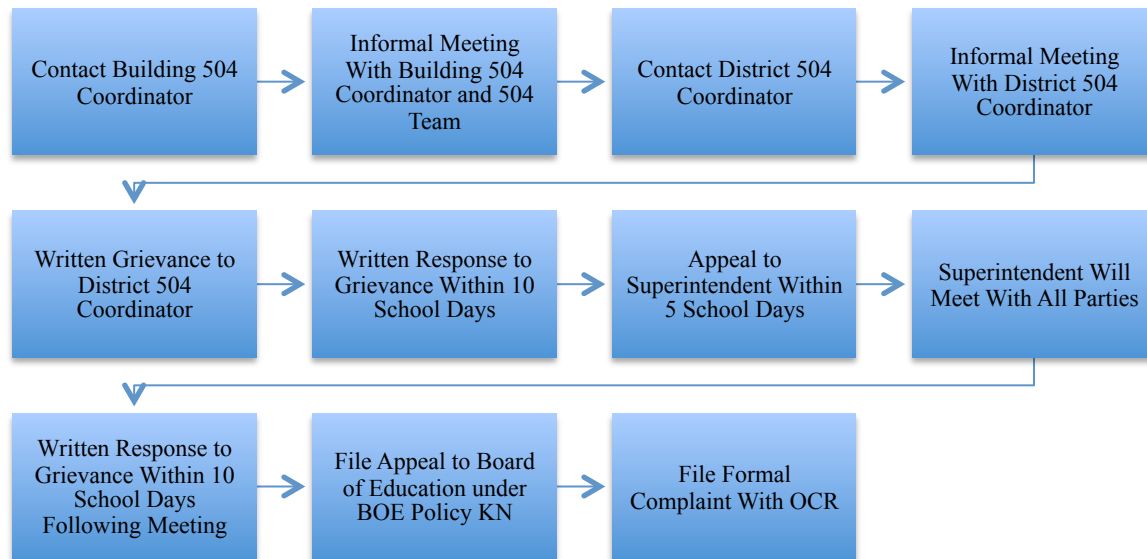 Contact Building 504
Coordinator
Informal Meeting
With Building 504
Coordinator and 504
Team
Contact District 504
Coordinator
Informal Meeting
With District 504
Coordinator
Written Grievance to
District 504
Coordinator
Written Response to
Grievance Within 10
School Days
Appeal to
Superintendent Within
5 School Days
Superintendent Will
Meet With All Parties
Written Response to
Grievance Within 10
School Days
Following Meeting
File Appeal to Board
of Education under
BOE Policy KN
File Formal
Complaint With OCR